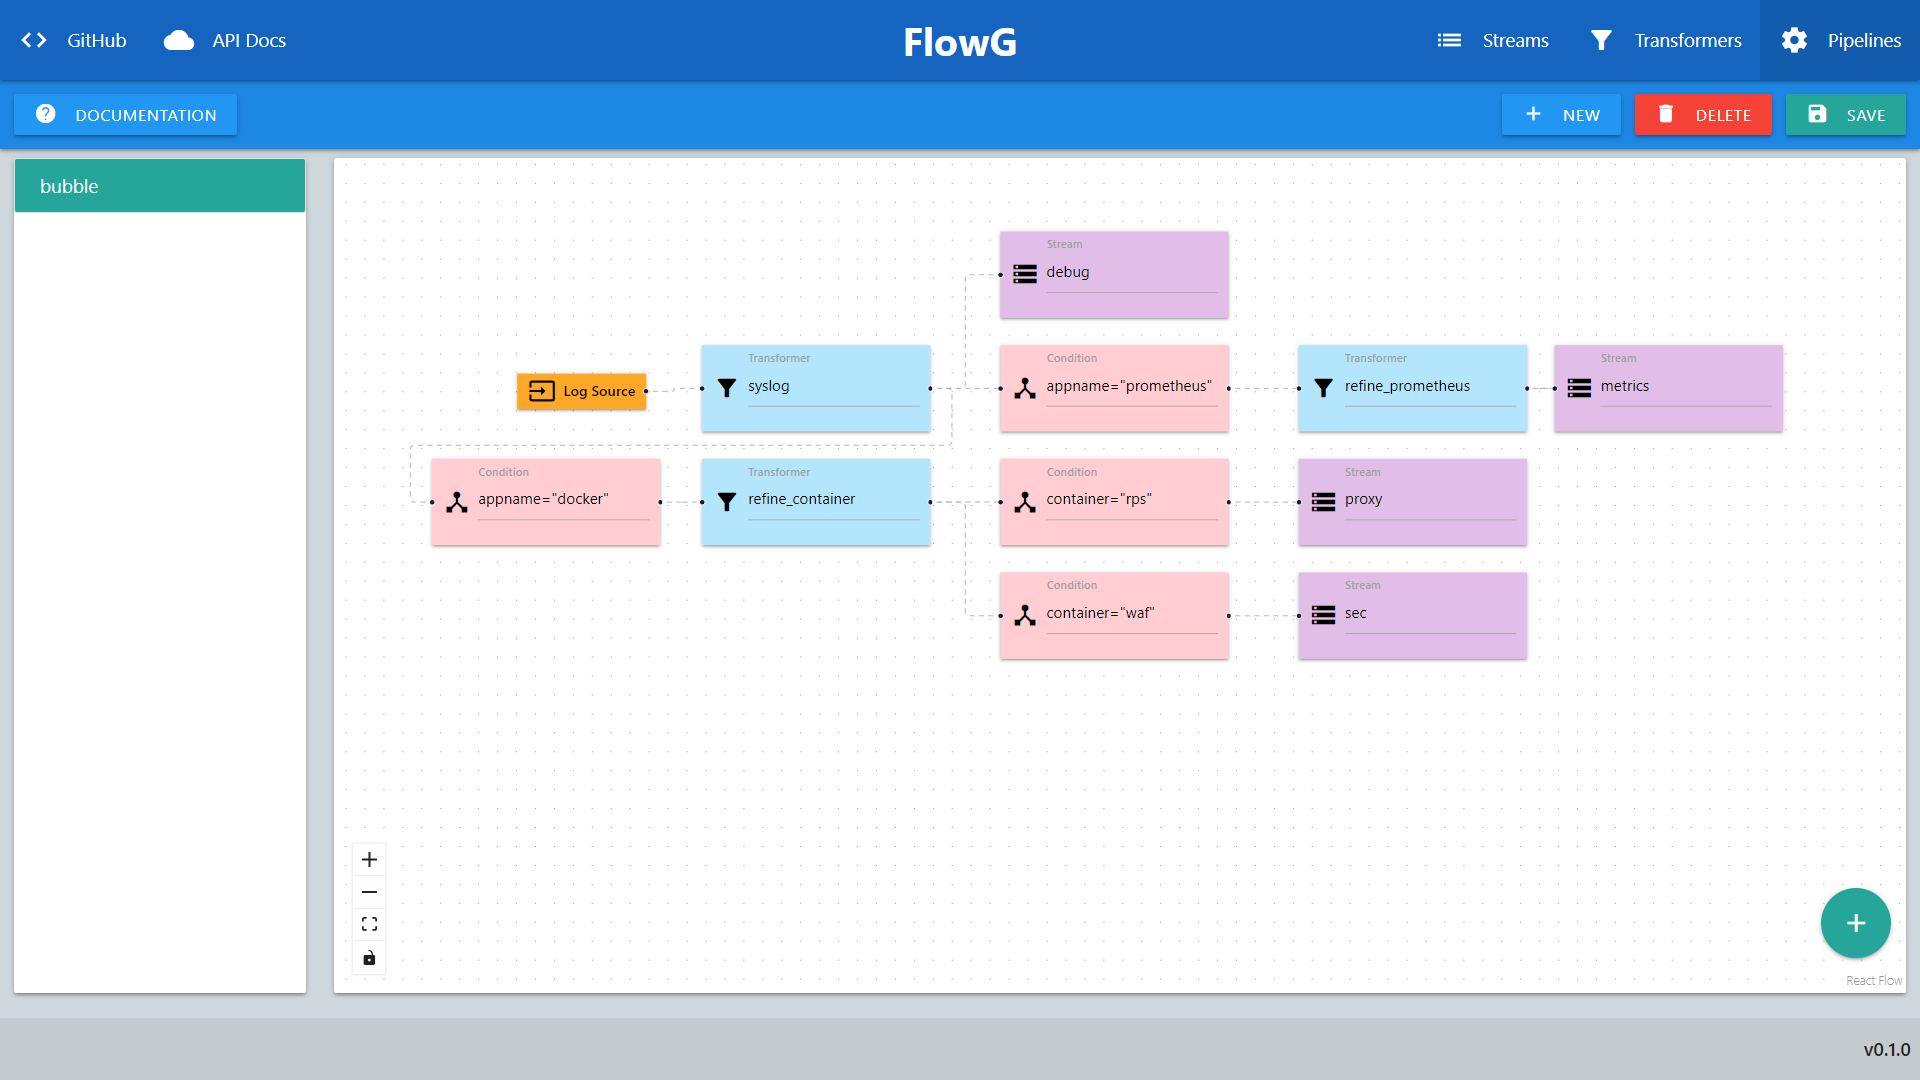 GitHub
API Docs
FlowG
Streams
Transformers
Pipelines
DOCUMENTATION
NEW
DELETE
SAVE
bubble
Stream
debug
Log Source
Transformer
syslog
Condition
appname="prometheus"
Transformer
refine_prometheus
Stream
metrics
Condition
appname="docker"
Transformer
refine_container
Condition
container="rps"
Stream
proxy
Condition
container="waf"
Stream
sec
React Flow
v0.1.0